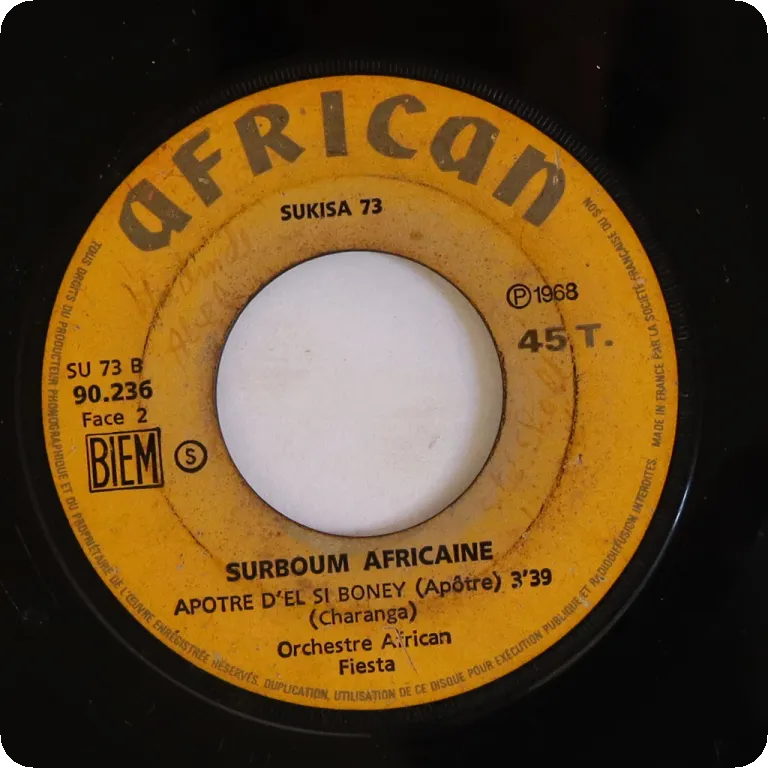 AFRICAN
SUKISA 73
℗ 1968
45 T.
SU 73 B
90.236
Face 2
BIEM
S
SURBOUM AFRICAINE
APOTRE D'EL SI BONEY (Apôtre) 3'39
(Charanga)
Orchestre African
Fiesta
TOUS DROITS DU PRODUCTEUR PHONOGRAPHIQUE ET DU PROPRIÉTAIRE DE L'ŒUVRE ENREGISTRÉE RÉSERVÉS. DUPLICATION, UTILISATION DE CE DISQUE POUR EXÉCUTION PUBLIQUE ET RADIODIFFUSION INTERDITES. MADE IN FRANCE PAR LA SOCIÉTÉ FRANÇAISE DU SON